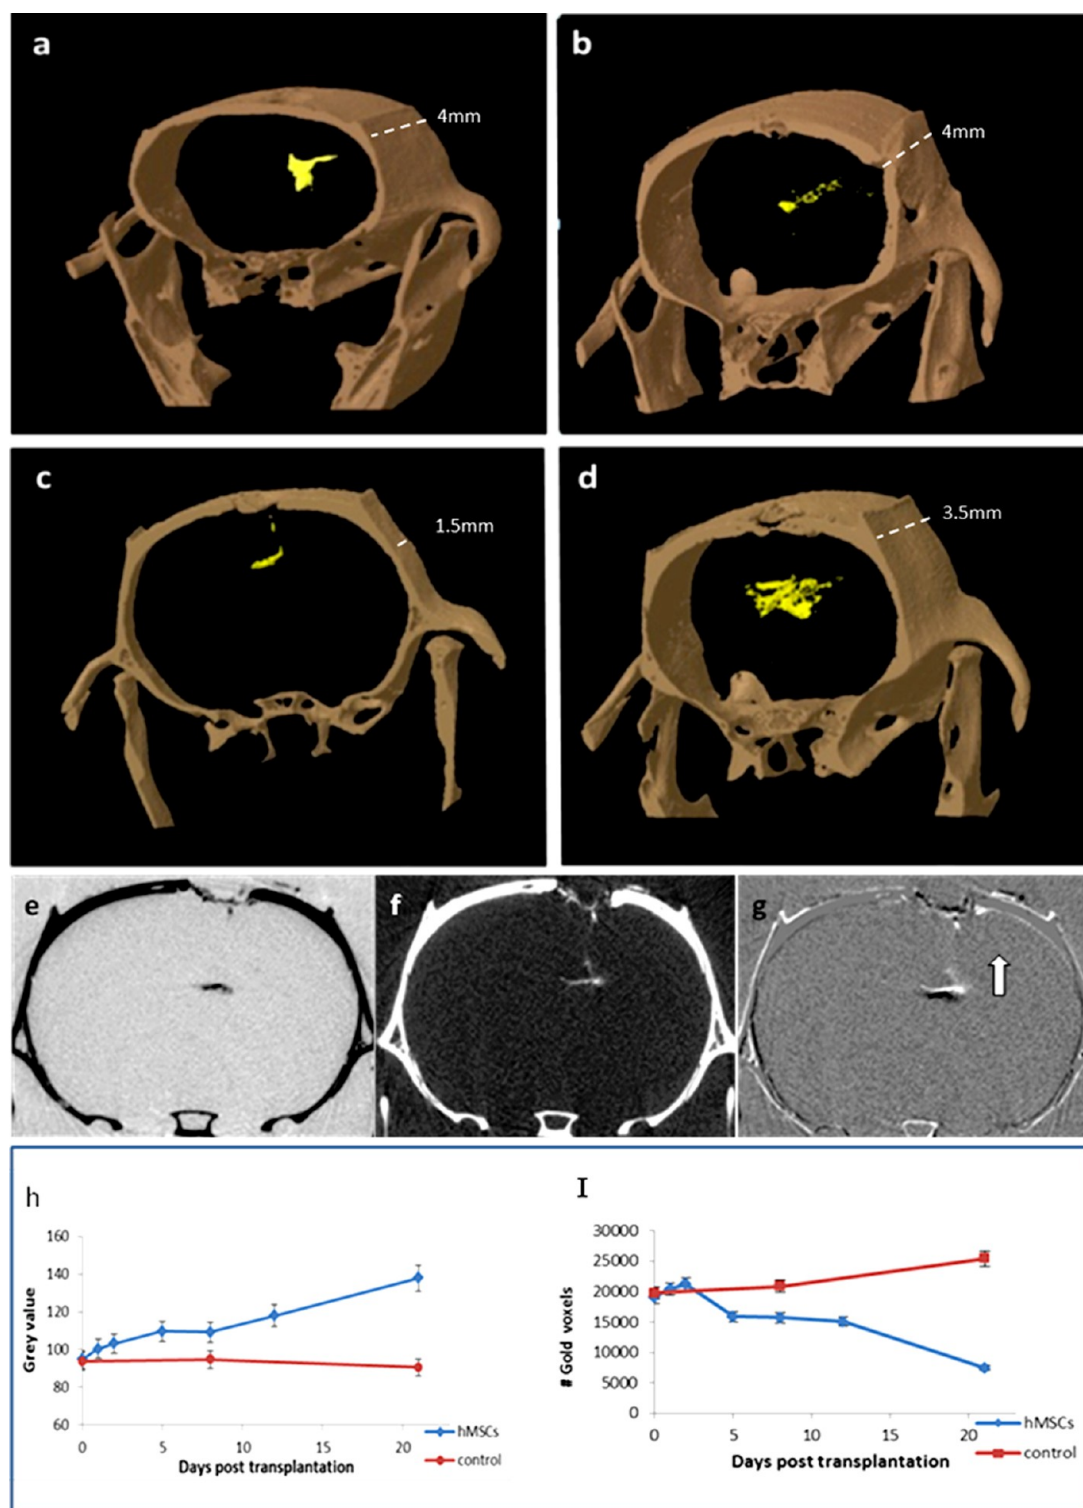 a
4mm
b
4mm
c
1.5mm
d
3.5mm
e
f
g
h
160
140
120
100
80
60
Grey value
0
5
10
15
20
Days post transplantation
hMSCs
control
I
30000
25000
20000
15000
10000
5000
0
# Gold voxels
0
5
10
15
20
Days post transplantation
hMSCs
control